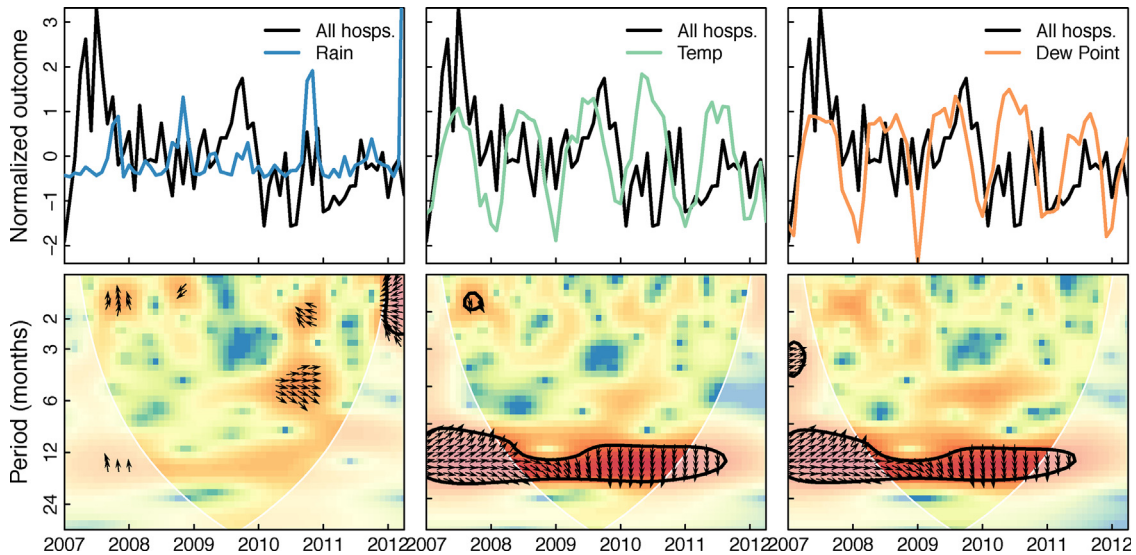 Normalized outcome
3
2
1
0
−1
−2
All hosps.
Rain
All hosps.
Temp
All hosps.
Dew Point
Period (months)
2
3
6
12
24
2007 2008 2009 2010 2011 2012
2007 2008 2009 2010 2011 2012
2007 2008 2009 2010 2011 2012